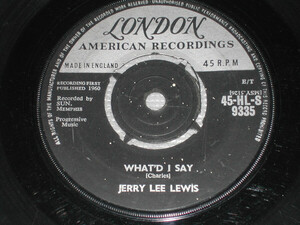 LONDON
AMERICAN RECORDINGS
MADE IN ENGLAND
45 R.P.M
RECORDING FIRST
PUBLISHED 1960
Recorded by
SUN,
Progressive
Music
R/T
45-HL-S
9335
WHAT'D I SAY
(Charles)
JERRY LEE LEWIS